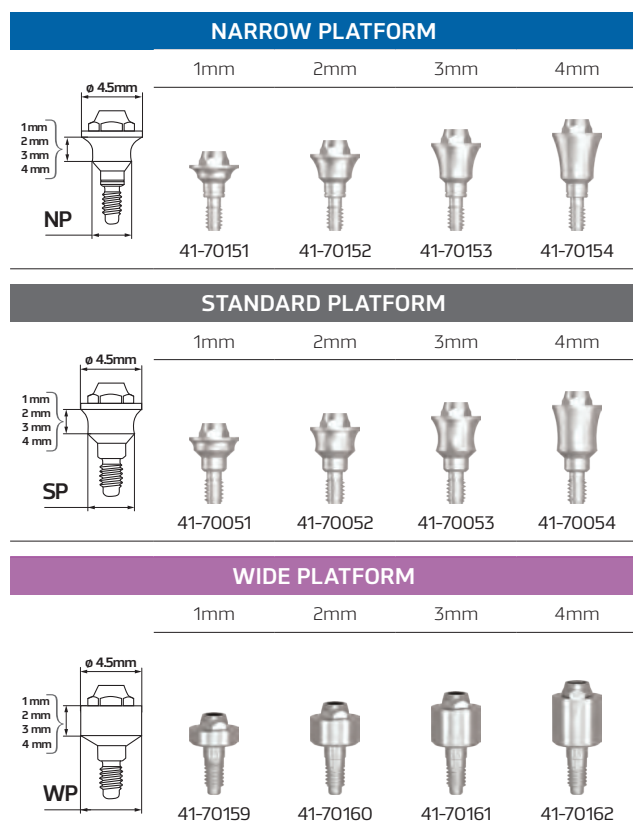 NARROW PLATFORM
1mm 2mm 3mm 4mm
ø 4.5mm
1 mm
2 mm
3 mm
4 mm
NP
41-70151 41-70152 41-70153 41-70154
STANDARD PLATFORM
1mm 2mm 3mm 4mm
ø 4.5mm
1 mm
2 mm
3 mm
4 mm
SP
41-70051 41-70052 41-70053 41-70054
WIDE PLATFORM
1mm 2mm 3mm 4mm
ø 4.5mm
1 mm
2 mm
3 mm
4 mm
WP
41-70159 41-70160 41-70161 41-70162